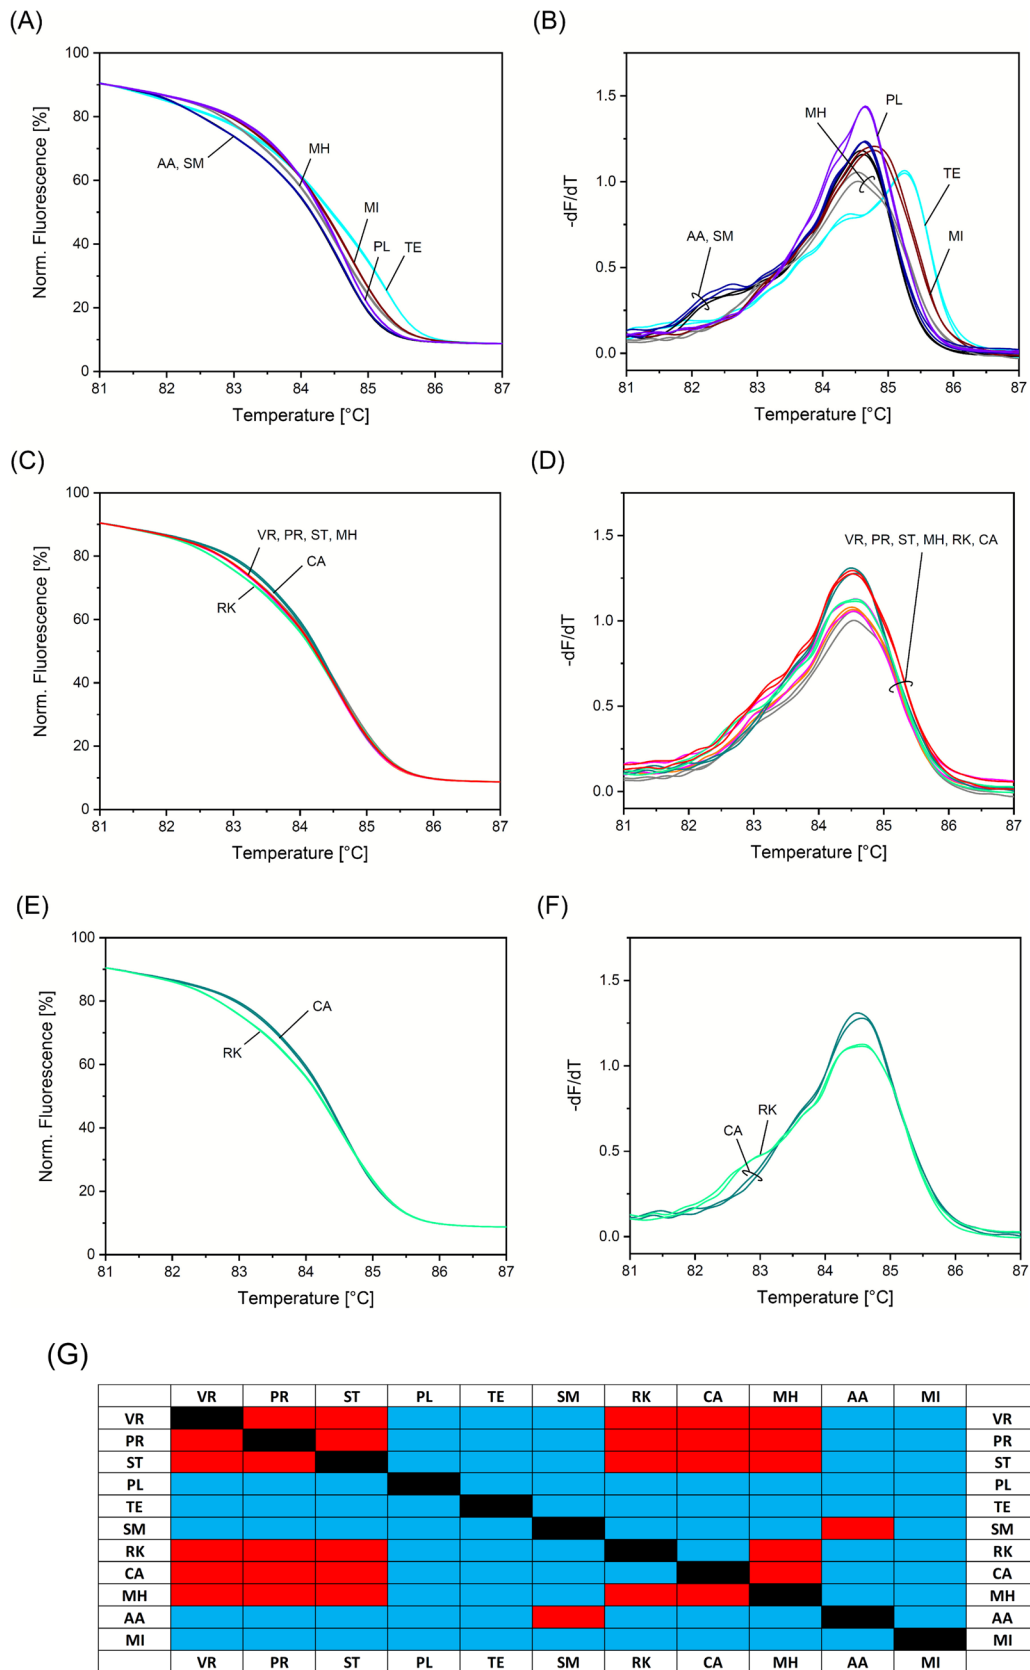 (A)
100
80
60
40
20
0
Norm. Fluorescence [%]
AA, SM
MH
MI
PL
TE
81 82 83 84 85 86 87
Temperature [°C]
(B)
1.5
1.0
0.5
0.0
-dF/dT
MH
PL
TE
AA, SM
MI
81 82 83 84 85 86 87
Temperature [°C]
(C)
100
80
60
40
20
0
Norm. Fluorescence [%]
VR, PR, ST, MH
CA
RK
81 82 83 84 85 86 87
Temperature [°C]
(D)
1.5
1.0
0.5
0.0
-dF/dT
VR, PR, ST, MH, RK, CA
81 82 83 84 85 86 87
Temperature [°C]
(E)
100
80
60
40
20
0
Norm. Fluorescence [%]
CA
RK
81 82 83 84 85 86 87
Temperature [°C]
(F)
1.5
1.0
0.5
0.0
-dF/dT
RK
CA
81 82 83 84 85 86 87
Temperature [°C]
(G)
VR PR ST PL TE SM RK CA MH AA MI
VR VR
PR PR
ST ST
PL PL
TE TE
SM SM
RK RK
CA CA
MH MH
AA AA
MI MI
VR PR ST PL TE SM RK CA MH AA MI